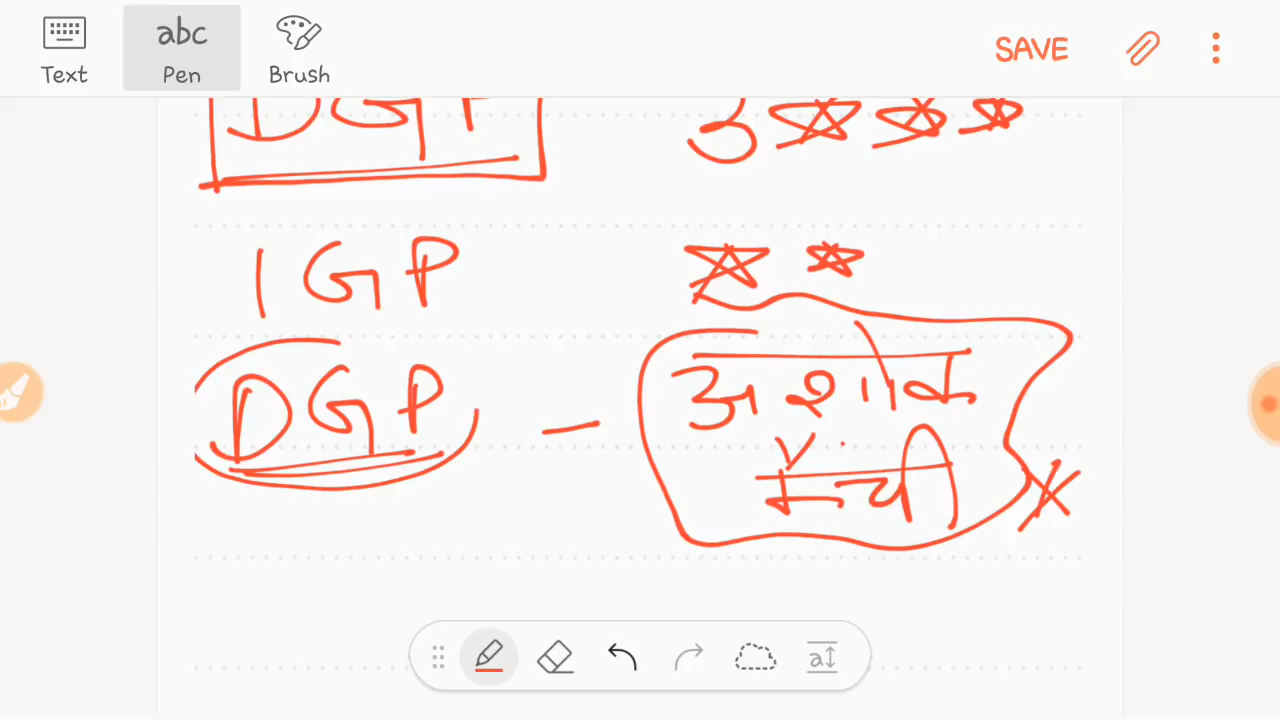 Text abc Pen Brush SAVE
DGP 3
IGP
DGP - अशोक
a